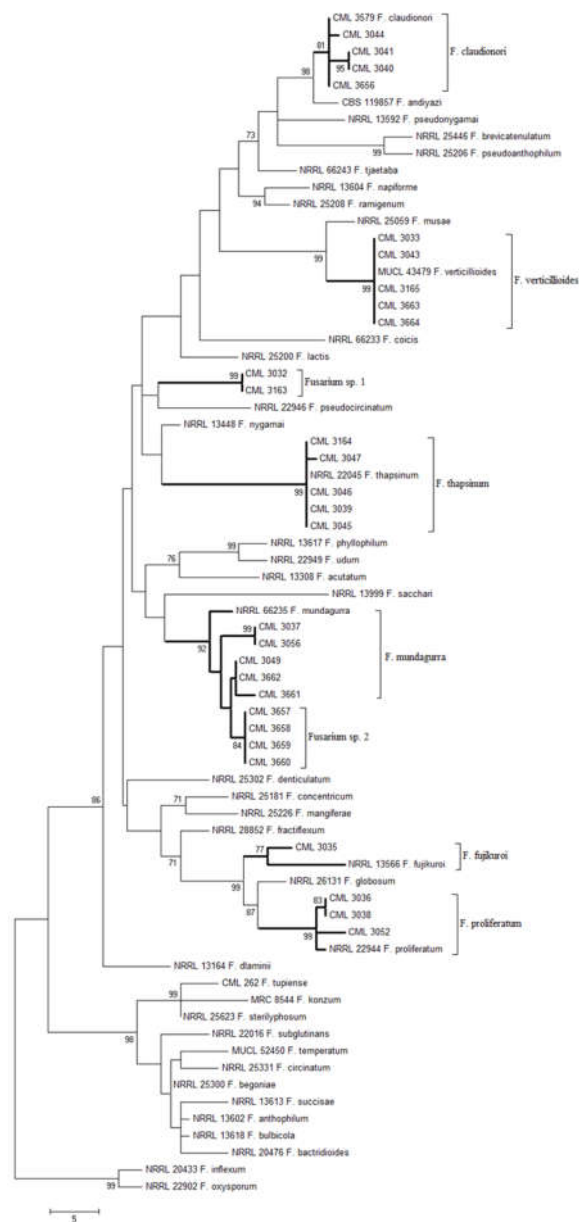 CML 3579 F. claudionori
CML 3044
81
CML 3041
F. claudionori
95
CML 3040
98
CML 3656
CBS 119857 F. andiyazi
NRRL 13592 F. pseudonygamai
73
NRRL 25446 F. brevicatenulatum
99
NRRL 25206 F. pseudoanthophilum
NRRL 66243 F. tjaetaba
NRRL 13604 F. napiforme
94
NRRL 25208 F. ramigenum
NRRL 25059 F. musae
99
CML 3033
CML 3043
MUCL 43479 F. verticillioides
F. verticillioides
99
CML 3165
CML 3663
CML 3664
NRRL 66233 F. coicis
NRRL 25200 F. lactis
99
CML 3032
Fusarium sp. 1
CML 3163
NRRL 22946 F. pseudocircinatum
NRRL 13448 F. nygamai
CML 3164
CML 3047
NRRL 22045 F. thapsinum
F. thapsinum
99
CML 3046
CML 3039
CML 3045
99
NRRL 13617 F. phyllophilum
76
NRRL 22949 F. udum
NRRL 13308 F. acutatum
NRRL 13999 F. sacchari
NRRL 66235 F. mundagurra
92
99
CML 3037
CML 3056
F. mundagurra
CML 3049
CML 3662
CML 3661
CML 3657
CML 3658
Fusarium sp. 2
84
CML 3659
CML 3660
NRRL 25302 F. denticulatum
86
71
NRRL 25181 F. concentricum
NRRL 25226 F. mangiferae
NRRL 28852 F. fractiflexum
71
77
CML 3035
F. fujikuroi
NRRL 13566 F. fujikuroi
99
NRRL 26131 F. globosum
87
83
CML 3036
CML 3038
F. proliferatum
99
CML 3052
NRRL 22944 F. proliferatum
NRRL 13164 F. dlaminii
CML 262 F. tupiense
99
MRC 8544 F. konzum
NRRL 25623 F. sterilyphosum
98
NRRL 22016 F. subglutinans
MUCL 52450 F. temperatum
NRRL 25331 F. circinatum
NRRL 25300 F. begoniae
NRRL 13613 F. succisae
NRRL 13602 F. anthophilum
NRRL 13618 F. bulbicola
NRRL 20476 F. bactridioides
NRRL 20433 F. inflexum
99
NRRL 22902 F. oxysporum
5